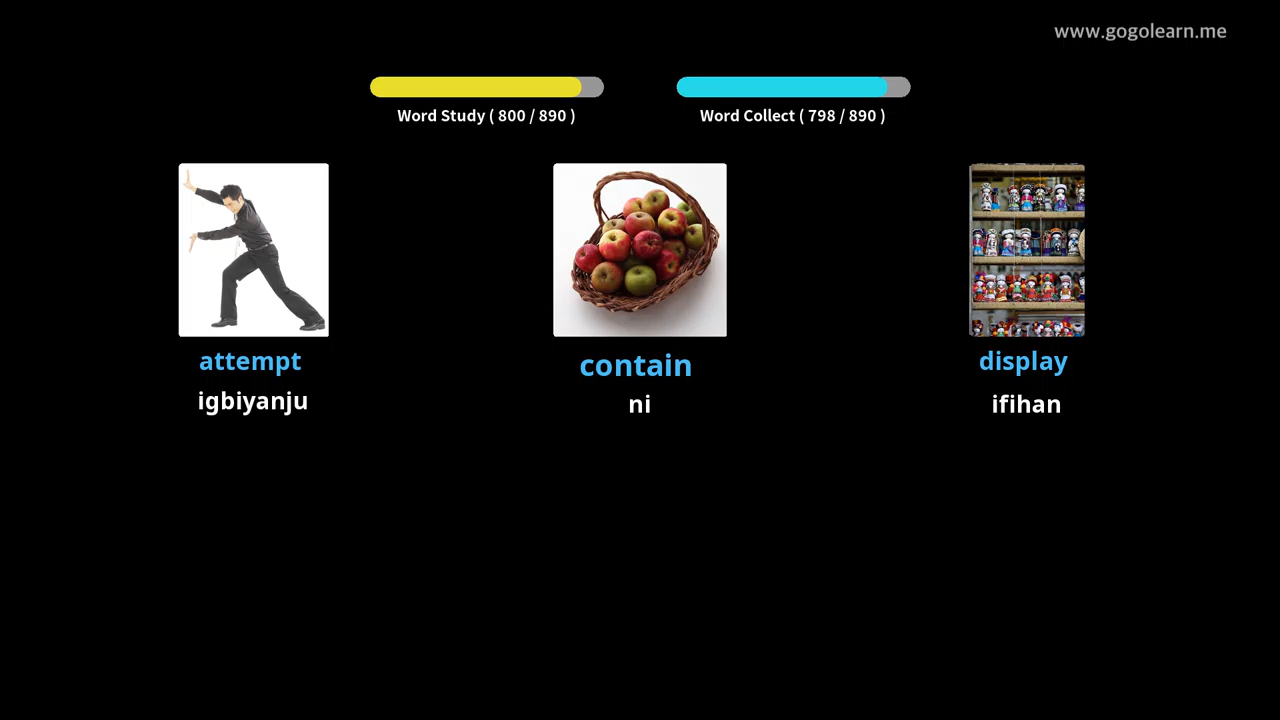 www.gogolearn.me
Word Study ( 800 / 890 )
Word Collect ( 798 / 890 )
attempt
igbiyanju
contain
ni
display
ifihan